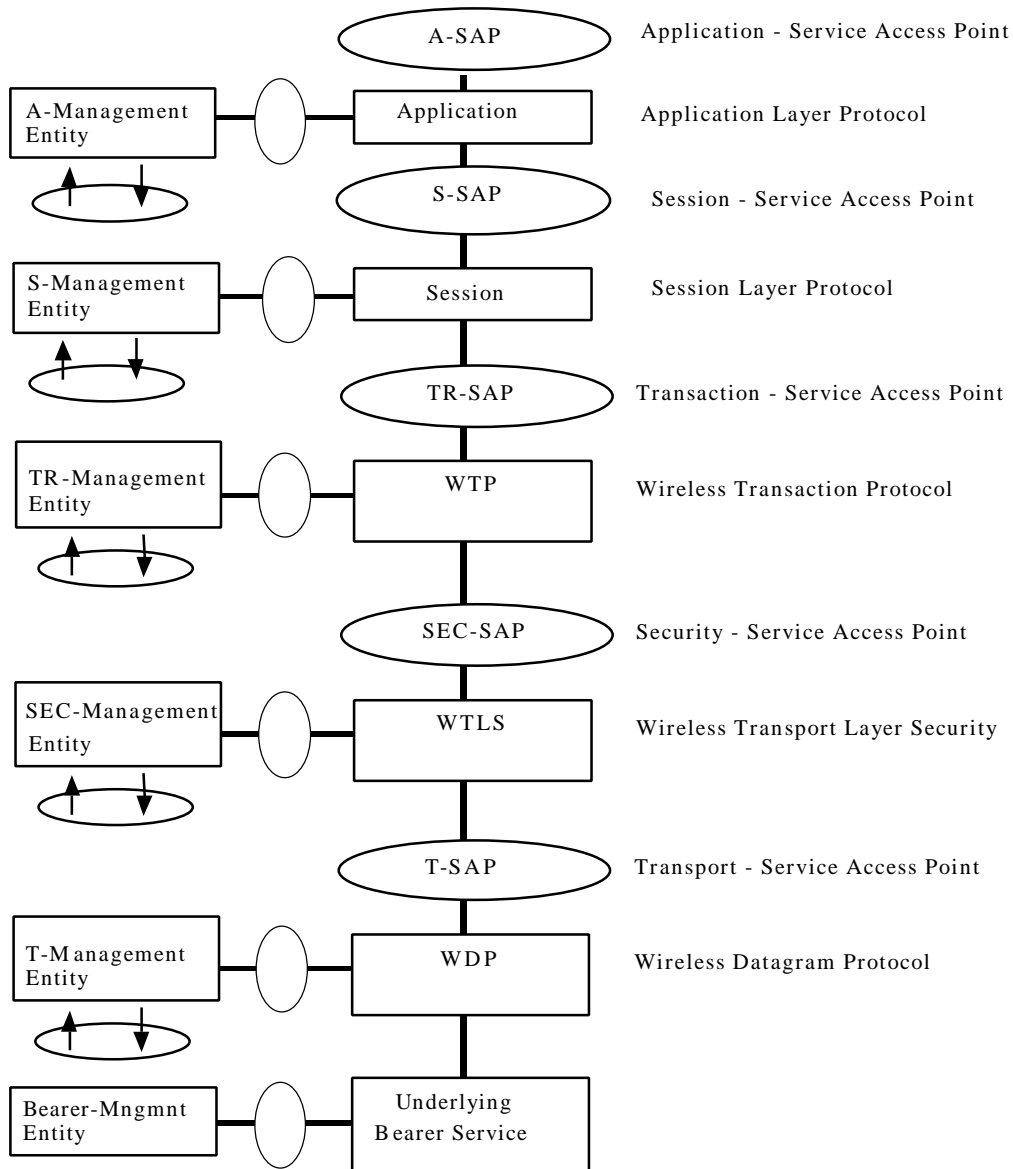 A-SAP
Application - Service Access Point
A-Management
Entity
Application
Application Layer Protocol
S-SAP
Session - Service Access Point
S-Management
Entity
Session
Session Layer Protocol
TR-SAP
Transaction - Service Access Point
TR-Management
Entity
WTP
Wireless Transaction Protocol
SEC-SAP
Security - Service Access Point
SEC-Management
Entity
WTLS
Wireless Transport Layer Security
T-SAP
Transport - Service Access Point
T-Management
Entity
WDP
Wireless Datagram Protocol
Bearer-Mngmnt
Entity
Underlying
Bearer Service